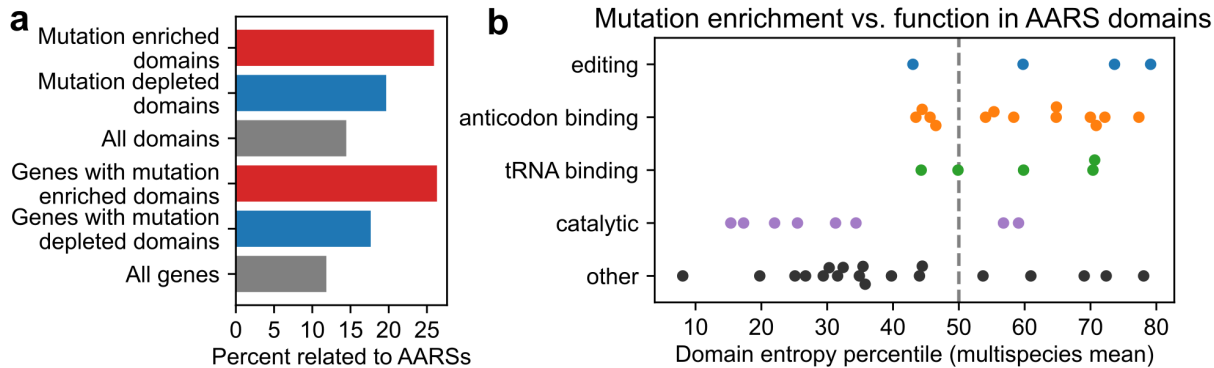 a
Mutation enriched
domains
Mutation depleted
domains
All domains
Genes with mutation
enriched domains
Genes with mutation
depleted domains
All genes
0 5 10 15 20 25
Percent related to AARSs
b
Mutation enrichment vs. function in AARS domains
editing
anticodon binding
tRNA binding
catalytic
other
10 20 30 40 50 60 70 80
Domain entropy percentile (multispecies mean)